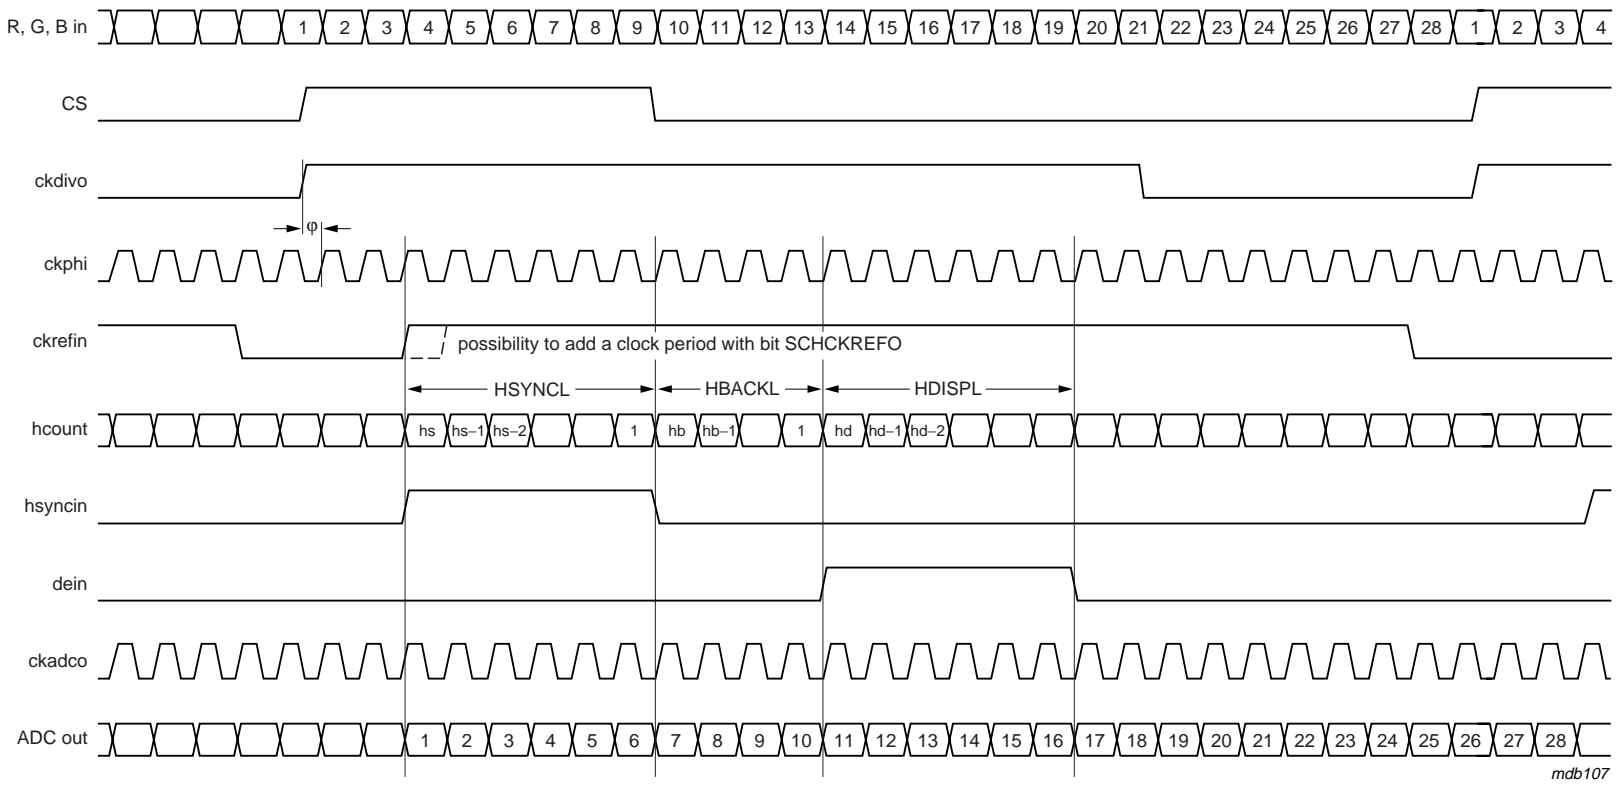 R, G, B in 1 2 3 4 5 6 7 8 9 10 11 12 13 14 15 16 17 18 19 20 21 22 23 24 25 26 27 28 1 2 3 4
CS
ckdivo
φ
ckphi
ckrefin
possibility to add a clock period with bit SCHCKREFO
HSYNCL HBACKL HDISPL
hcount hs hs–1 hs–2 1 hb hb–1 1 hd hd–1 hd–2
hsyncin
dein
ckadco
ADC out 1 2 3 4 5 6 7 8 9 10 11 12 13 14 15 16 17 18 19 20 21 22 23 24 25 26 27 28
mdb107